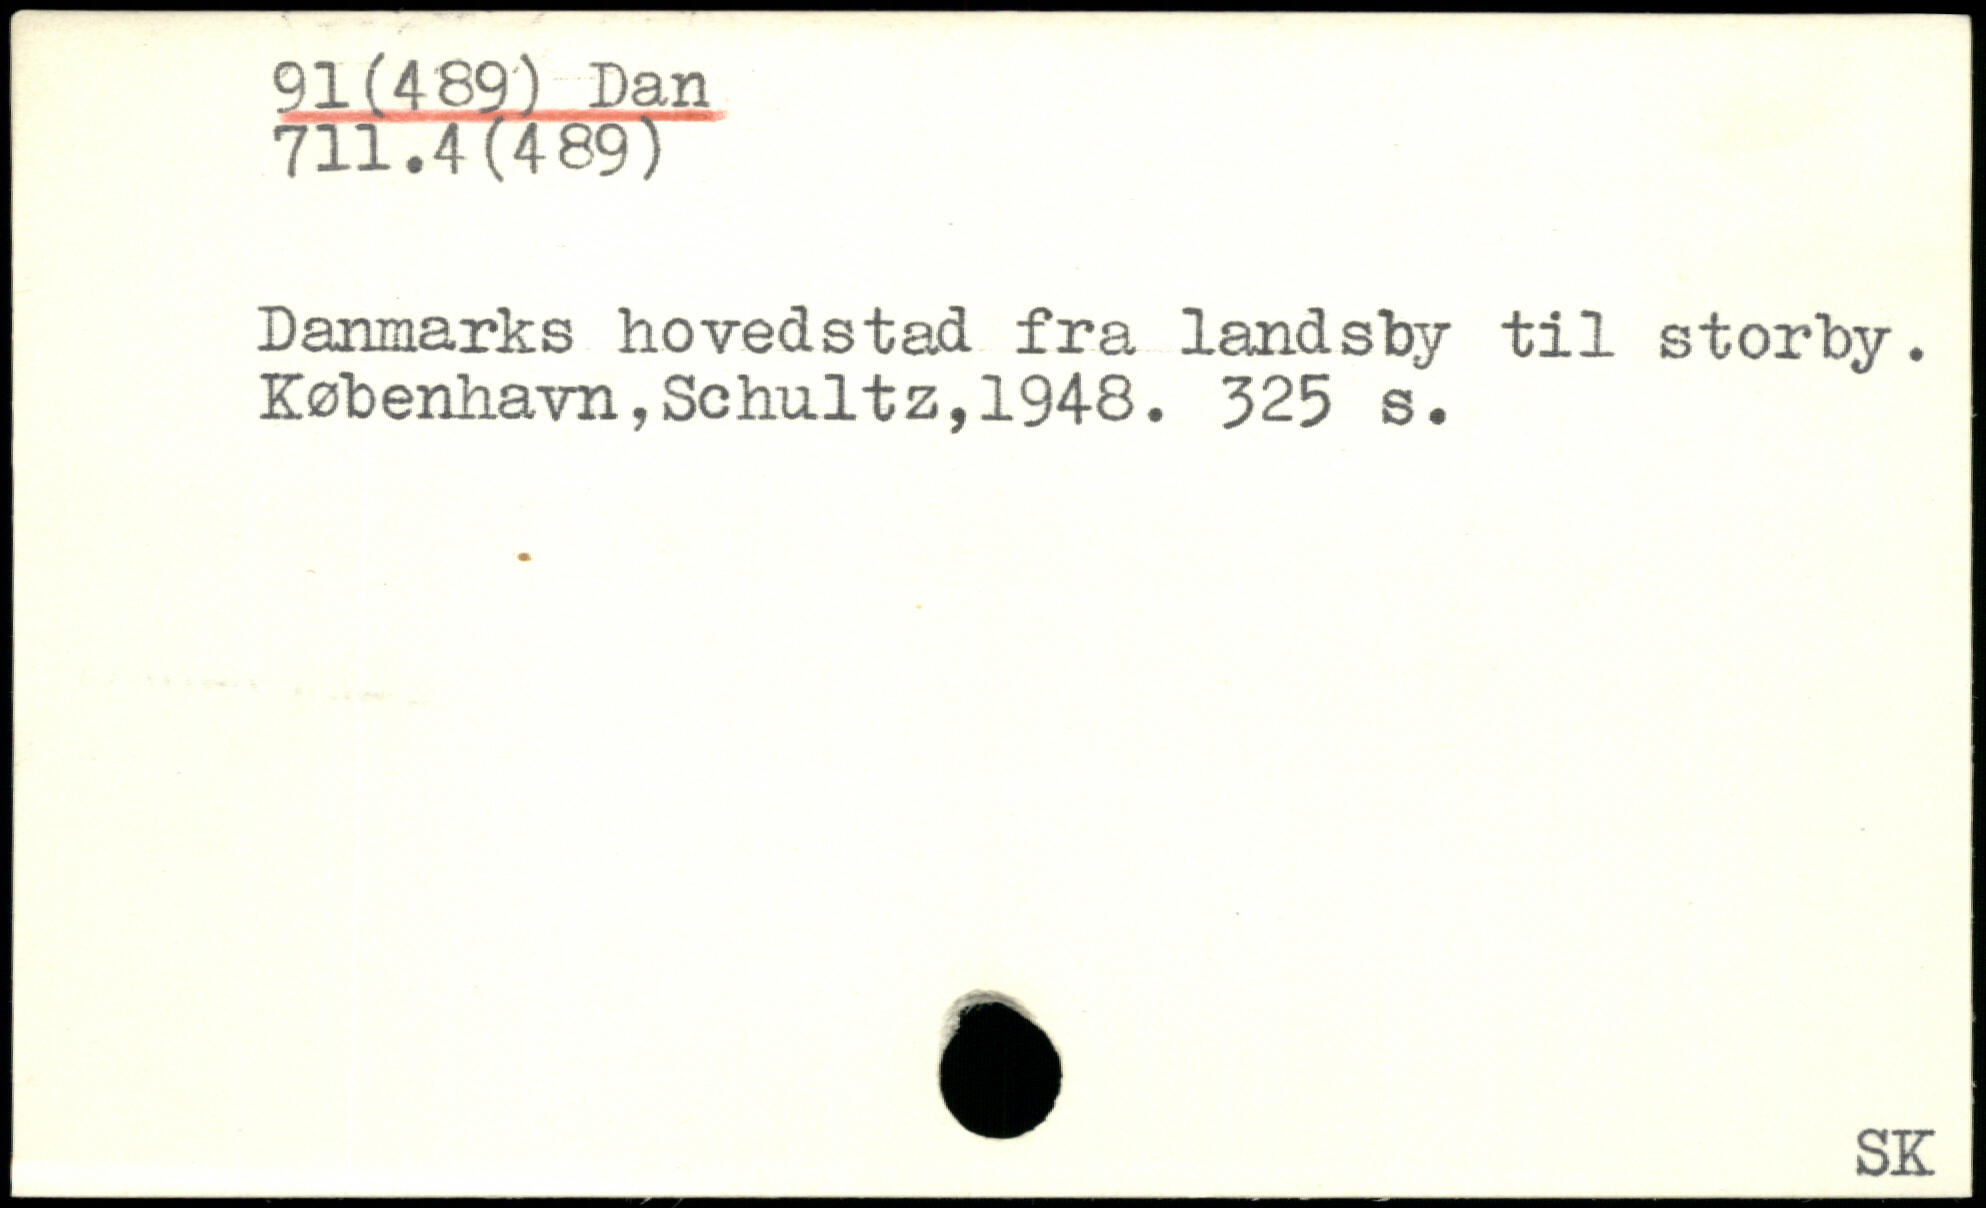 91(489) Dan
711.4(489)
Danmarks hovedstad fra landsby til storby.
København,Schultz,1948. 325 s.
SK